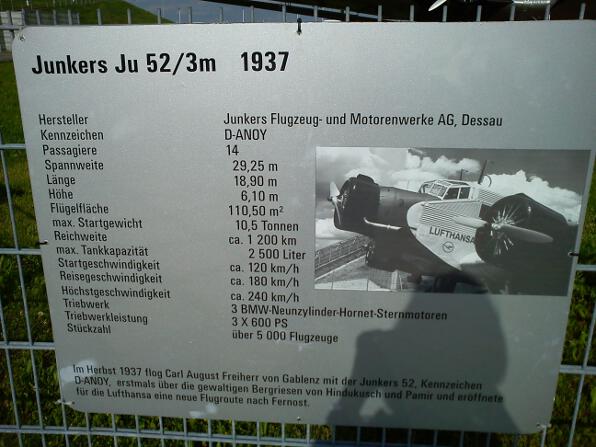 Junkers Ju 52/3m 1937
Hersteller Junkers Flugzeug- und Motorenwerke AG, Dessau
Kennzeichen D-ANOY
Passagiere 14
Spannweite 29,25 m
Länge 18,90 m
Höhe 6,10 m
Flügelfläche 110,50 m²
max. Startgewicht 10,5 Tonnen
Reichweite ca. 1 200 km
max. Tankkapazität 2 500 Liter
Startgeschwindigkeit ca. 120 km/h
Reisegeschwindigkeit ca. 180 km/h
Höchstgeschwindigkeit ca. 240 km/h
Triebwerk 3 BMW-Neunzylinder-Hornet-Sternmotoren
Triebwerkleistung 3 X 600 PS
Stückzahl über 5 000 Flugzeuge
LUFTHANSA
Im Herbst 1937 flog Carl August Freiherr von Gablenz mit der Junkers 52, Kennzeichen
D-ANOY, erstmals über die gewaltigen Bergriesen von Hindukusch und Pamir und eröffnete
für die Lufthansa eine neue Flugroute nach Fernost.